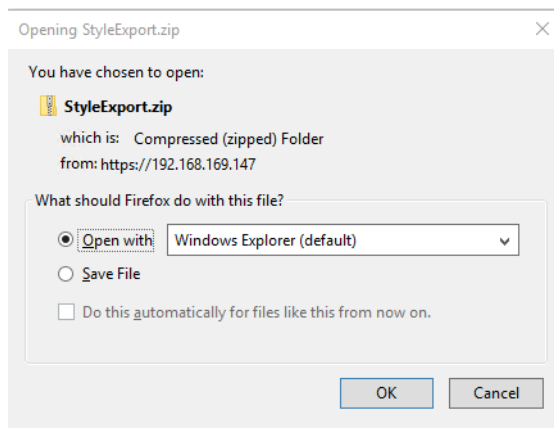 Opening StyleExport.zip
You have chosen to open:
StyleExport.zip
which is: Compressed (zipped) Folder
from: https://192.168.169.147
What should Firefox do with this file?
Open with Windows Explorer (default)
Save File
Do this automatically for files like this from now on.
OK Cancel